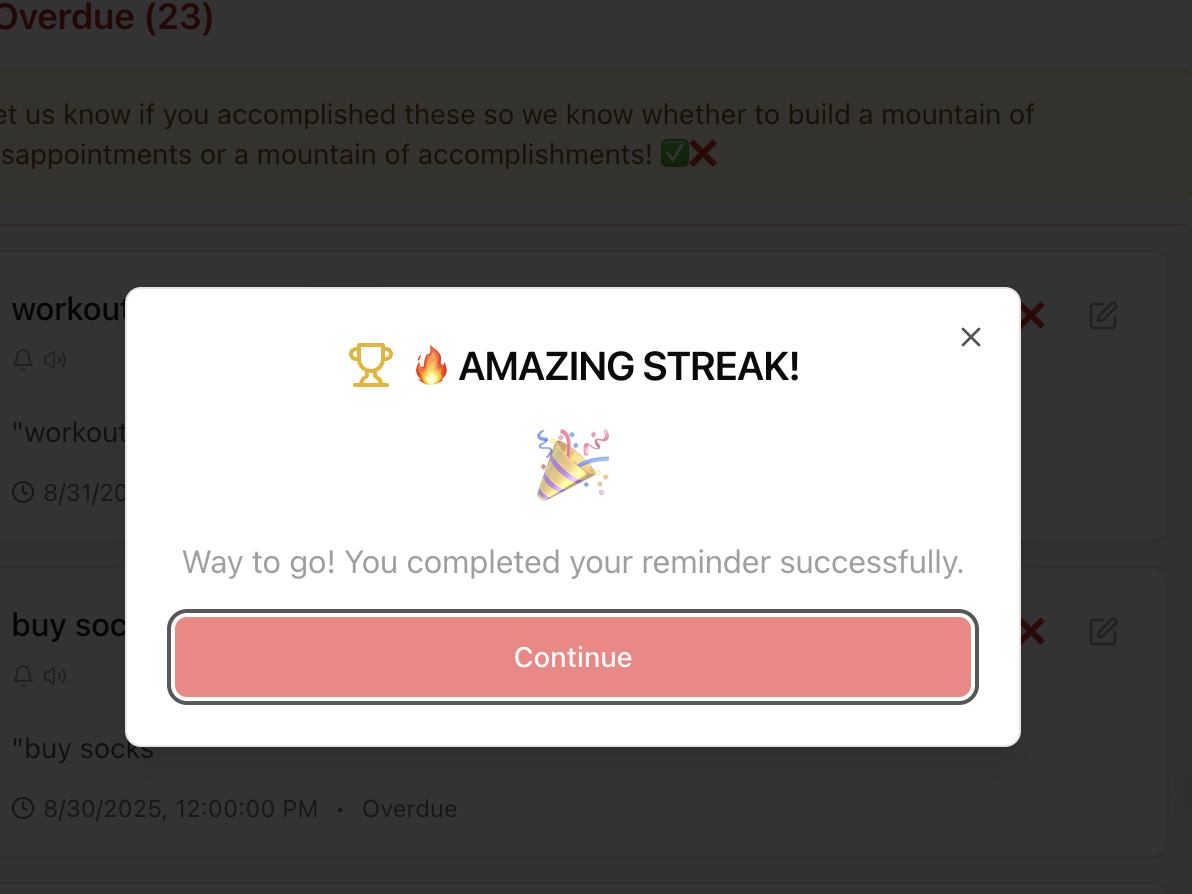 Overdue (23)
et us know if you accomplished these so we know whether to build a mountain of
sappointments or a mountain of accomplishments! ✅❌
workout
"workout
8/31/20
🔥 AMAZING STREAK!
🎉
Way to go! You completed your reminder successfully.
Continue
buy soc
"buy socks
8/30/2025, 12:00:00 PM • Overdue